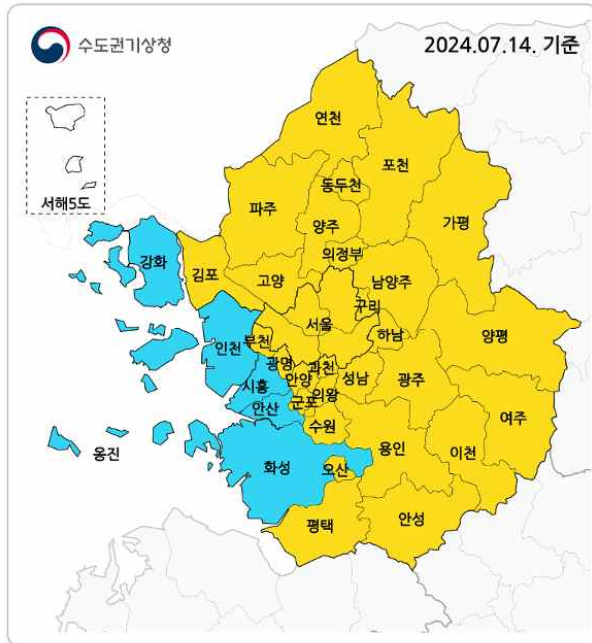 수도권기상청
2024.07.14. 기준
서해5도
연천
포천
동두천
파주
가평
양주
의정부
강화
김포
고양
남양주
구리
서울
하남
양평
인천
부천
광명
과천
안양
성남
광주
시흥
의왕
군포
안산
여주
수원
용인
이천
옹진
화성
오산
평택
안성